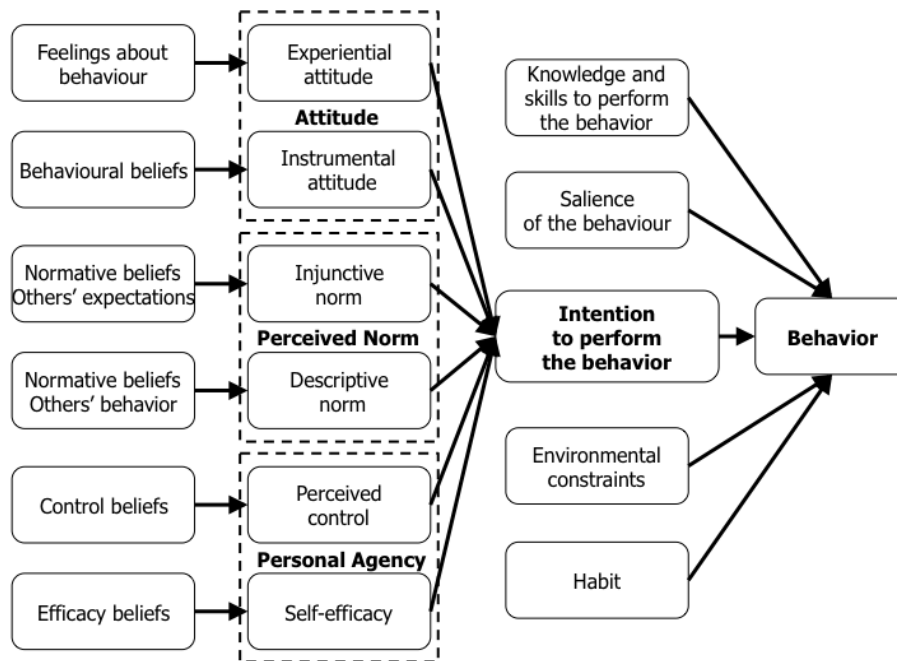 Feelings about
behaviour
Experiential
attitude
Attitude
Behavioural beliefs
Instrumental
attitude
Normative beliefs
Others' expectations
Injunctive
norm
Perceived Norm
Normative beliefs
Others' behavior
Descriptive
norm
Control beliefs
Perceived
control
Personal Agency
Efficacy beliefs
Self-efficacy
Knowledge and
skills to perform
the behavior
Salience
of the behaviour
Intention
to perform
the behavior
Behavior
Environmental
constraints
Habit